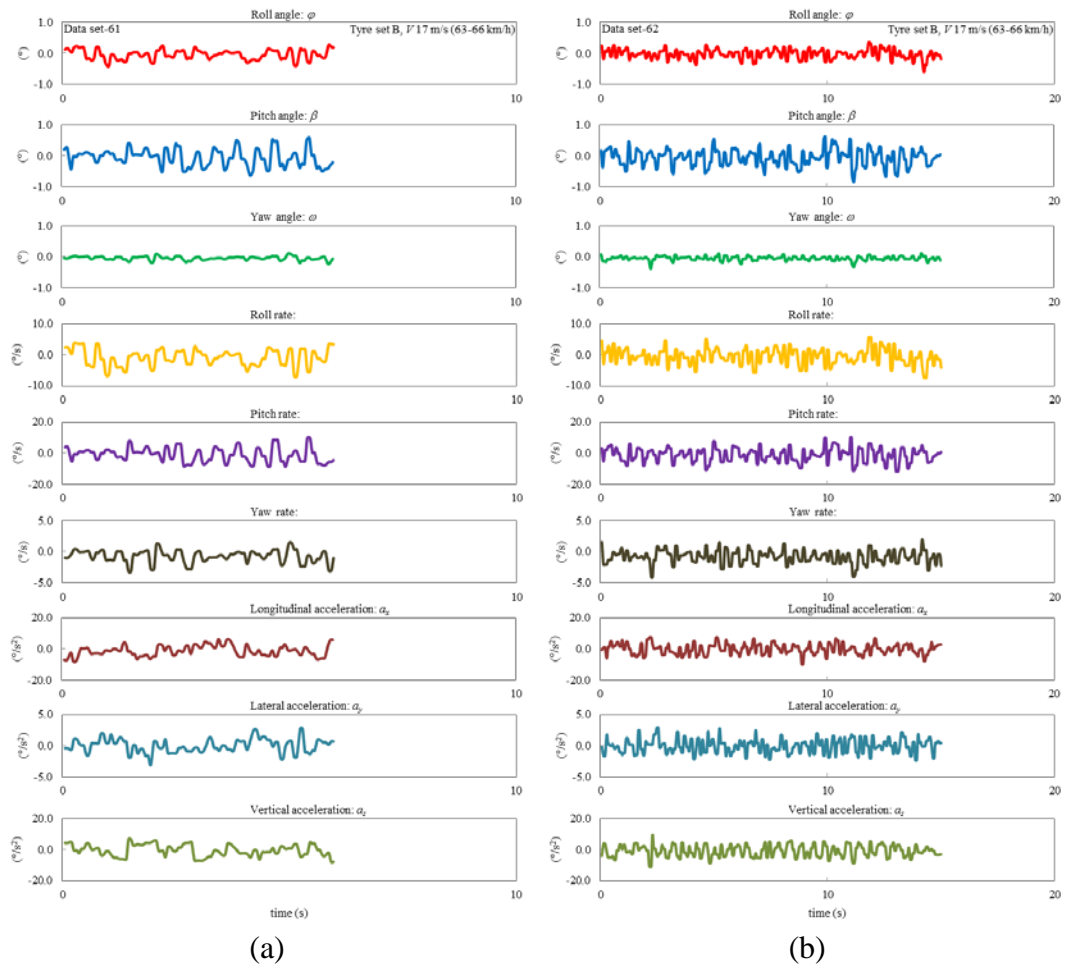 Roll angle: φ
Data set-61 Tyre set B, V 17 m/s (63-66 km/h)
1.0
(°) 0.0
-1.0
0 10
Pitch angle: β
1.0
(°) 0.0
-1.0
0 10
Yaw angle: ω
1.0
(°) 0.0
-1.0
0 10
Roll rate:
10.0
(°/s) 0.0
-10.0
0 10
Pitch rate:
20.0
(°/s) 0.0
-20.0
0 10
Yaw rate:
5.0
(°/s) 0.0
-5.0
0 10
Longitudinal acceleration: aₓ
20.0
(°/s²) 0.0
-20.0
0 10
Lateral acceleration: a_y
5.0
(°/s²) 0.0
-5.0
0 10
Vertical acceleration: a_z
20.0
(°/s²) 0.0
-20.0
0 10
time (s)
(a)
Roll angle: φ
Data set-62 Tyre set B, V 17 m/s (63-66 km/h)
1.0
(°) 0.0
-1.0
0 10 20
Pitch angle: β
1.0
(°) 0.0
-1.0
0 10 20
Yaw angle: ω
1.0
(°) 0.0
-1.0
0 10 20
Roll rate:
10.0
(°/s) 0.0
-10.0
0 10 20
Pitch rate:
20.0
(°/s) 0.0
-20.0
0 10 20
Yaw rate:
5.0
(°/s) 0.0
-5.0
0 10 20
Longitudinal acceleration: aₓ
20.0
(°/s²) 0.0
-20.0
0 10 20
Lateral acceleration: a_y
5.0
(°/s²) 0.0
-5.0
0 10 20
Vertical acceleration: a_z
20.0
(°/s²) 0.0
-20.0
0 10 20
time (s)
(b)